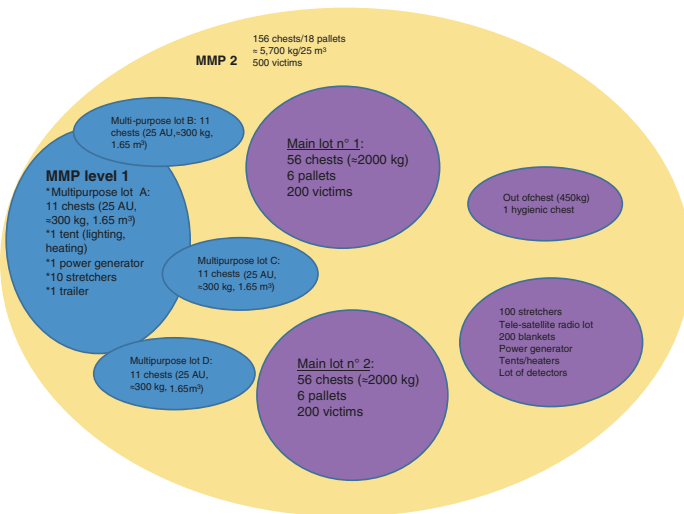 156 chests/18 pallets
≈ 5,700 kg/25 m³
MMP 2
500 victims
Multi-purpose lot B: 11
chests (25 AU,≈300 kg,
1.65 m³)
MMP level 1
*Multipurpose lot A:
11 chests (25 AU,
≈300 kg, 1.65 m³)
*1 tent (lighting,
heating)
*1 power generator
*10 stretchers
*1 trailer
Multipurpose lot C:
11 chests (25 AU,
≈300 kg, 1.65 m³)
Multipurpose lot D:
11 chests (25 AU,
≈300 kg, 1.65m³)
Main lot n° 1:
56 chests (≈2000 kg)
6 pallets
200 victims
Main lot n° 2:
56 chests (≈2000 kg)
6 pallets
200 victims
Out ofchest (450kg)
1 hygienic chest
100 stretchers
Tele-satellite radio lot
200 blankets
Power generator
Tents/heaters
Lot of detectors